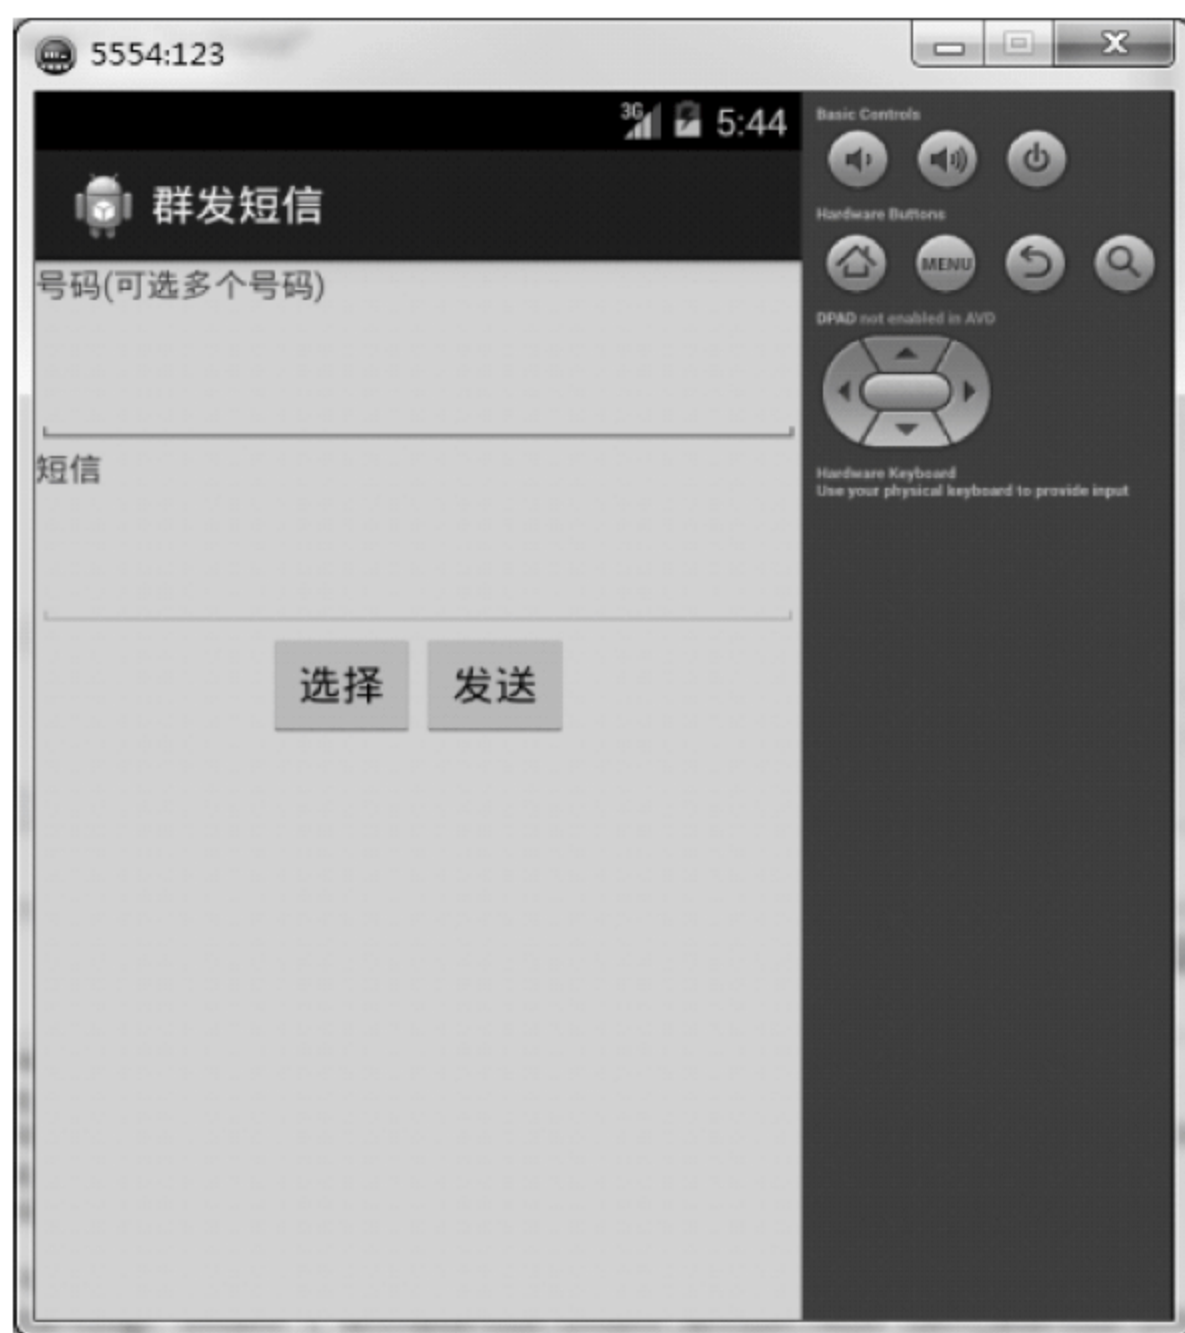 5554:123
3G 5:44
群发短信
号码(可选多个号码)
短信
选择 发送
Basic Controls
Hardware Buttons
MENU
DPAD not enabled in AVD
Hardware Keyboard
Use your physical keyboard to provide input